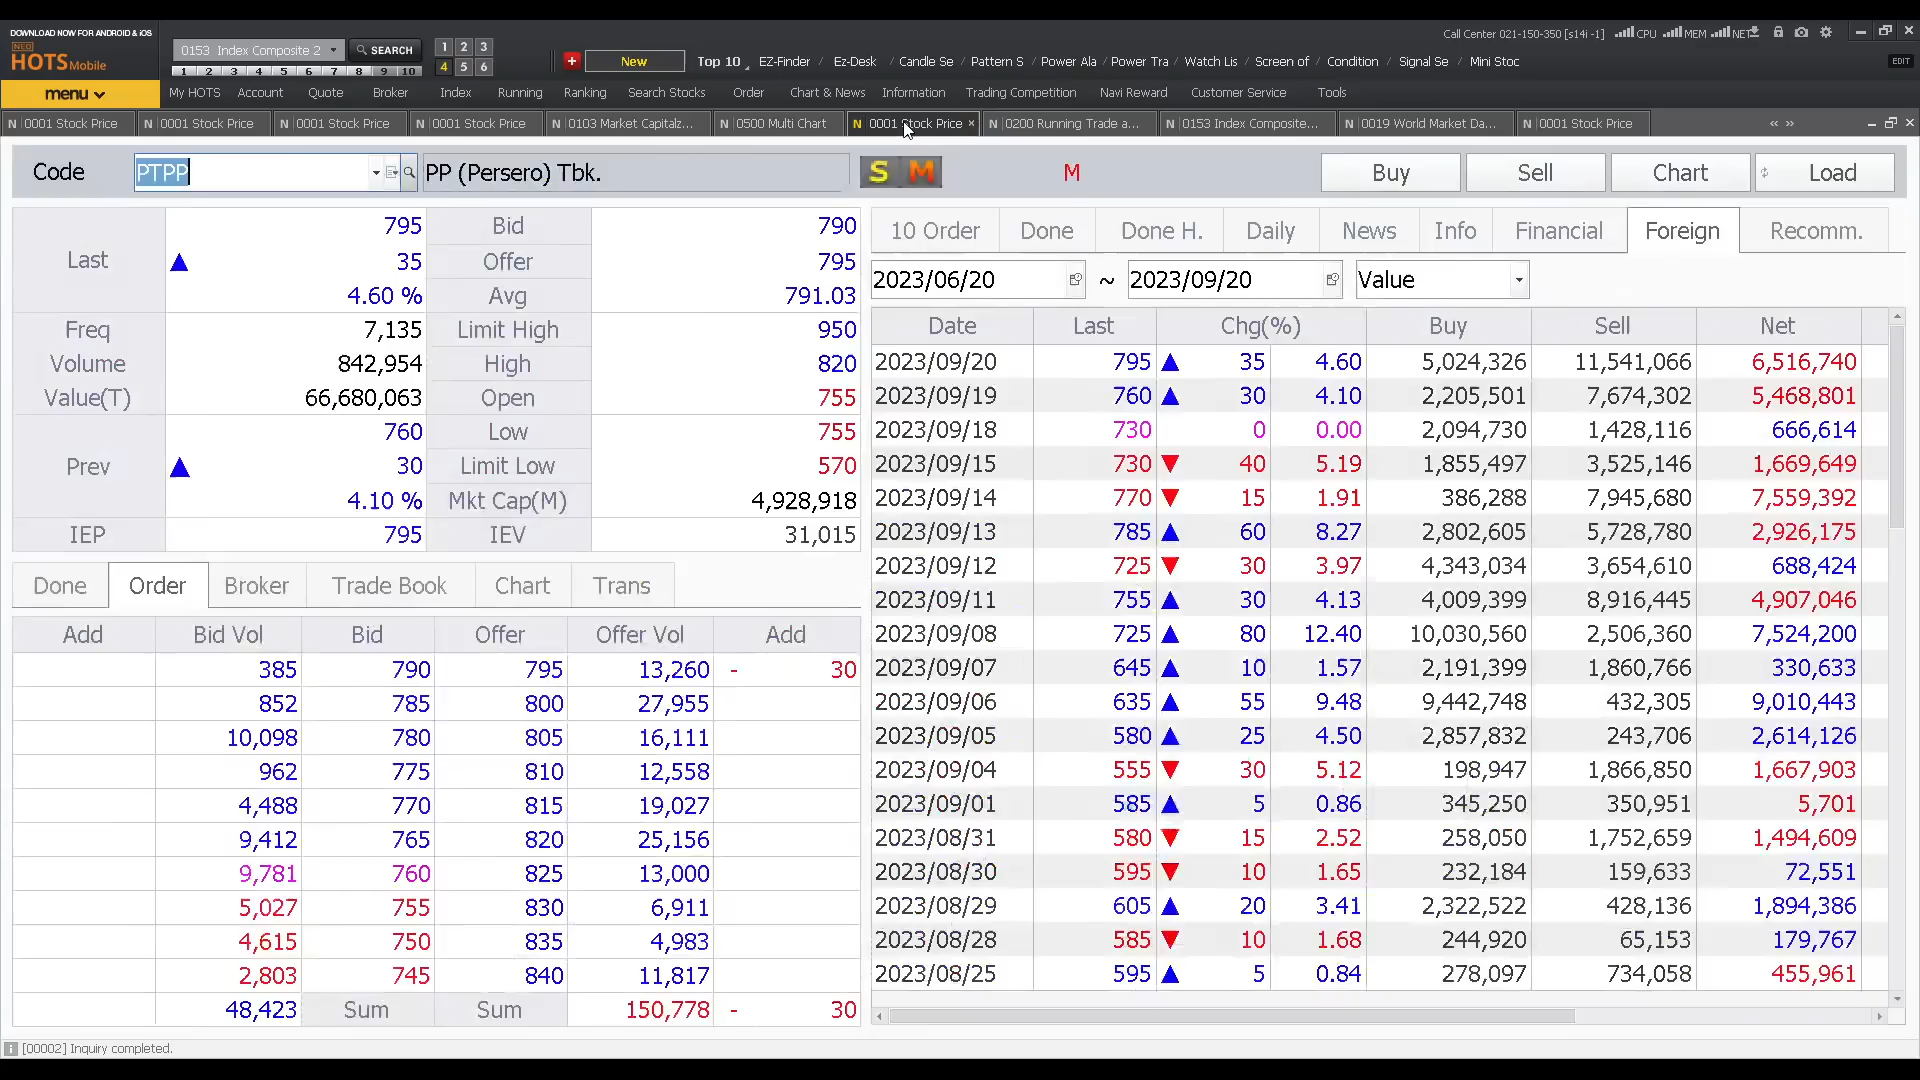 DOWNLOAD NOW FOR ANDROID & iOS
NEO
HOTS Mobile
0153 Index Composite 2
SEARCH
1 2 3
4 5 6
1 2 3 4 5 6 7 8 9 10
New
Top 10 EZ-Finder / Ez-Desk / Candle Se / Pattern S / Power Ala / Power Tra / Watch Lis / Screen of / Condition / Signal Se / Mini Stoc
Call Center 021-150-350 [s14i -1] CPU MEM NET
EDIT
menu
My HOTS Account Quote Broker Index Running Ranking Search Stocks Order Chart & News Information Trading Competition Navi Reward Customer Service Tools
N 0001 Stock Price N 0001 Stock Price N 0001 Stock Price N 0001 Stock Price N 0103 Market Capitalz... N 0500 Multi Chart N 0001 Stock Price × N 0200 Running Trade a... N 0153 Index Composite... N 0019 World Market Da... N 0001 Stock Price « »
Code PTPP PP (Persero) Tbk. S M M Buy Sell Chart Load
Last 795 Bid 790
▲ 35 Offer 795
4.60 % Avg 791.03
Freq 7,135 Limit High 950
Volume 842,954 High 820
Value(T) 66,680,063 Open 755
Prev 760 Low 755
▲ 30 Limit Low 570
4.10 % Mkt Cap(M) 4,928,918
IEP 795 IEV 31,015
Done Order Broker Trade Book Chart Trans
Add Bid Vol Bid Offer Offer Vol Add
385 790 795 13,260 - 30
852 785 800 27,955
10,098 780 805 16,111
962 775 810 12,558
4,488 770 815 19,027
9,412 765 820 25,156
9,781 760 825 13,000
5,027 755 830 6,911
4,615 750 835 4,983
2,803 745 840 11,817
48,423 Sum Sum 150,778 - 30
10 Order Done Done H. Daily News Info Financial Foreign Recomm.
2023/06/20 ~ 2023/09/20 Value
Date Last Chg(%) Buy Sell Net
2023/09/20 795 ▲ 35 4.60 5,024,326 11,541,066 6,516,740
2023/09/19 760 ▲ 30 4.10 2,205,501 7,674,302 5,468,801
2023/09/18 730 0 0.00 2,094,730 1,428,116 666,614
2023/09/15 730 ▼ 40 5.19 1,855,497 3,525,146 1,669,649
2023/09/14 770 ▼ 15 1.91 386,288 7,945,680 7,559,392
2023/09/13 785 ▲ 60 8.27 2,802,605 5,728,780 2,926,175
2023/09/12 725 ▼ 30 3.97 4,343,034 3,654,610 688,424
2023/09/11 755 ▲ 30 4.13 4,009,399 8,916,445 4,907,046
2023/09/08 725 ▲ 80 12.40 10,030,560 2,506,360 7,524,200
2023/09/07 645 ▲ 10 1.57 2,191,399 1,860,766 330,633
2023/09/06 635 ▲ 55 9.48 9,442,748 432,305 9,010,443
2023/09/05 580 ▲ 25 4.50 2,857,832 243,706 2,614,126
2023/09/04 555 ▼ 30 5.12 198,947 1,866,850 1,667,903
2023/09/01 585 ▲ 5 0.86 345,250 350,951 5,701
2023/08/31 580 ▼ 15 2.52 258,050 1,752,659 1,494,609
2023/08/30 595 ▼ 10 1.65 232,184 159,633 72,551
2023/08/29 605 ▲ 20 3.41 2,322,522 428,136 1,894,386
2023/08/28 585 ▼ 10 1.68 244,920 65,153 179,767
2023/08/25 595 ▲ 5 0.84 278,097 734,058 455,961
[00002] Inquiry completed.